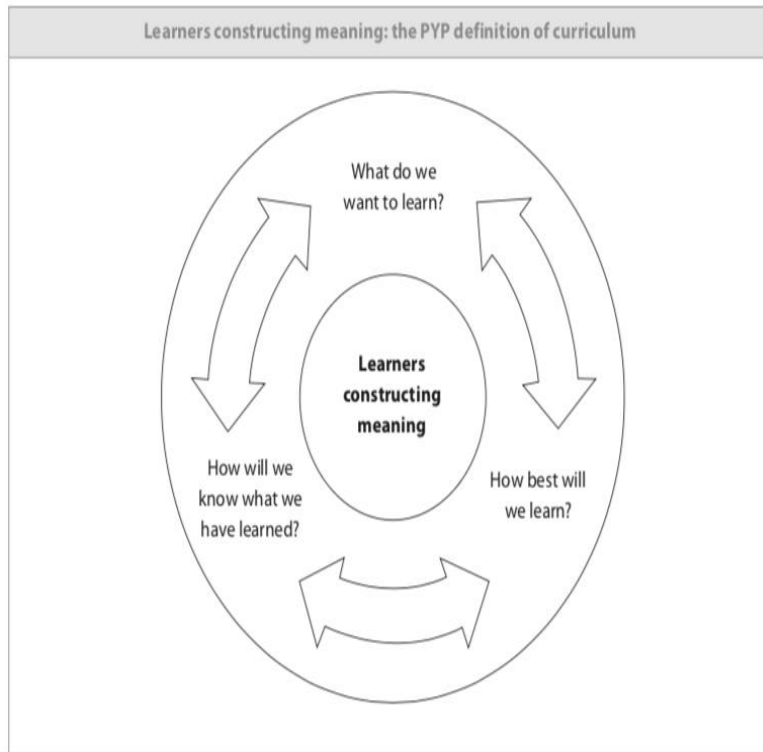 Learners constructing meaning: the PYP definition of curriculum
What do we
want to learn?
Learners
constructing
meaning
How will we
know what we
have learned?
How best will
we learn?